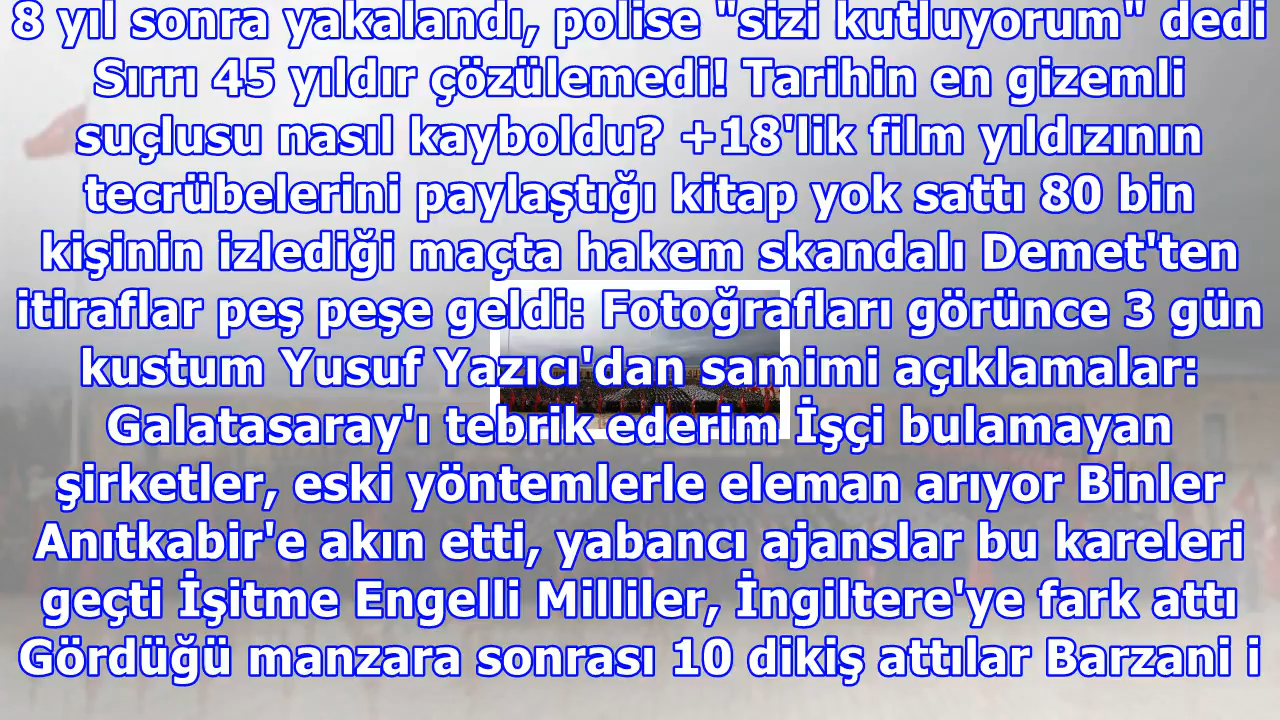 8 yıl sonra yakalandı, polise "sizi kutluyorum" dedi
Sırrı 45 yıldır çözülemedi! Tarihin en gizemli
suçlusu nasıl kayboldu? +18'lik film yıldızının
tecrübelerini paylaştığı kitap yok sattı 80 bin
kişinin izlediği maçta hakem skandalı Demet'ten
itiraflar peş peşe geldi: Fotoğrafları görünce 3 gün
kustum Yusuf Yazıcı'dan samimi açıklamalar:
Galatasaray'ı tebrik ederim İşçi bulamayan
şirketler, eski yöntemlerle eleman arıyor Binler
Anıtkabir'e akın etti, yabancı ajanslar bu kareleri
geçti İşitme Engelli Milliler, İngiltere'ye fark attı
Gördüğü manzara sonrası 10 dikiş attılar Barzani i